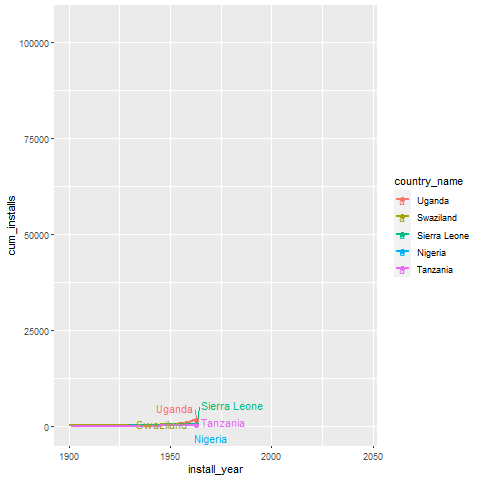 100000
75000
50000
25000
0
cum_installs
Uganda
Sierra Leone
Swaziland
Tanzania
Nigeria
1900
1950
2000
2050
install_year
country_name
a Uganda
a Swaziland
a Sierra Leone
a Nigeria
a Tanzania